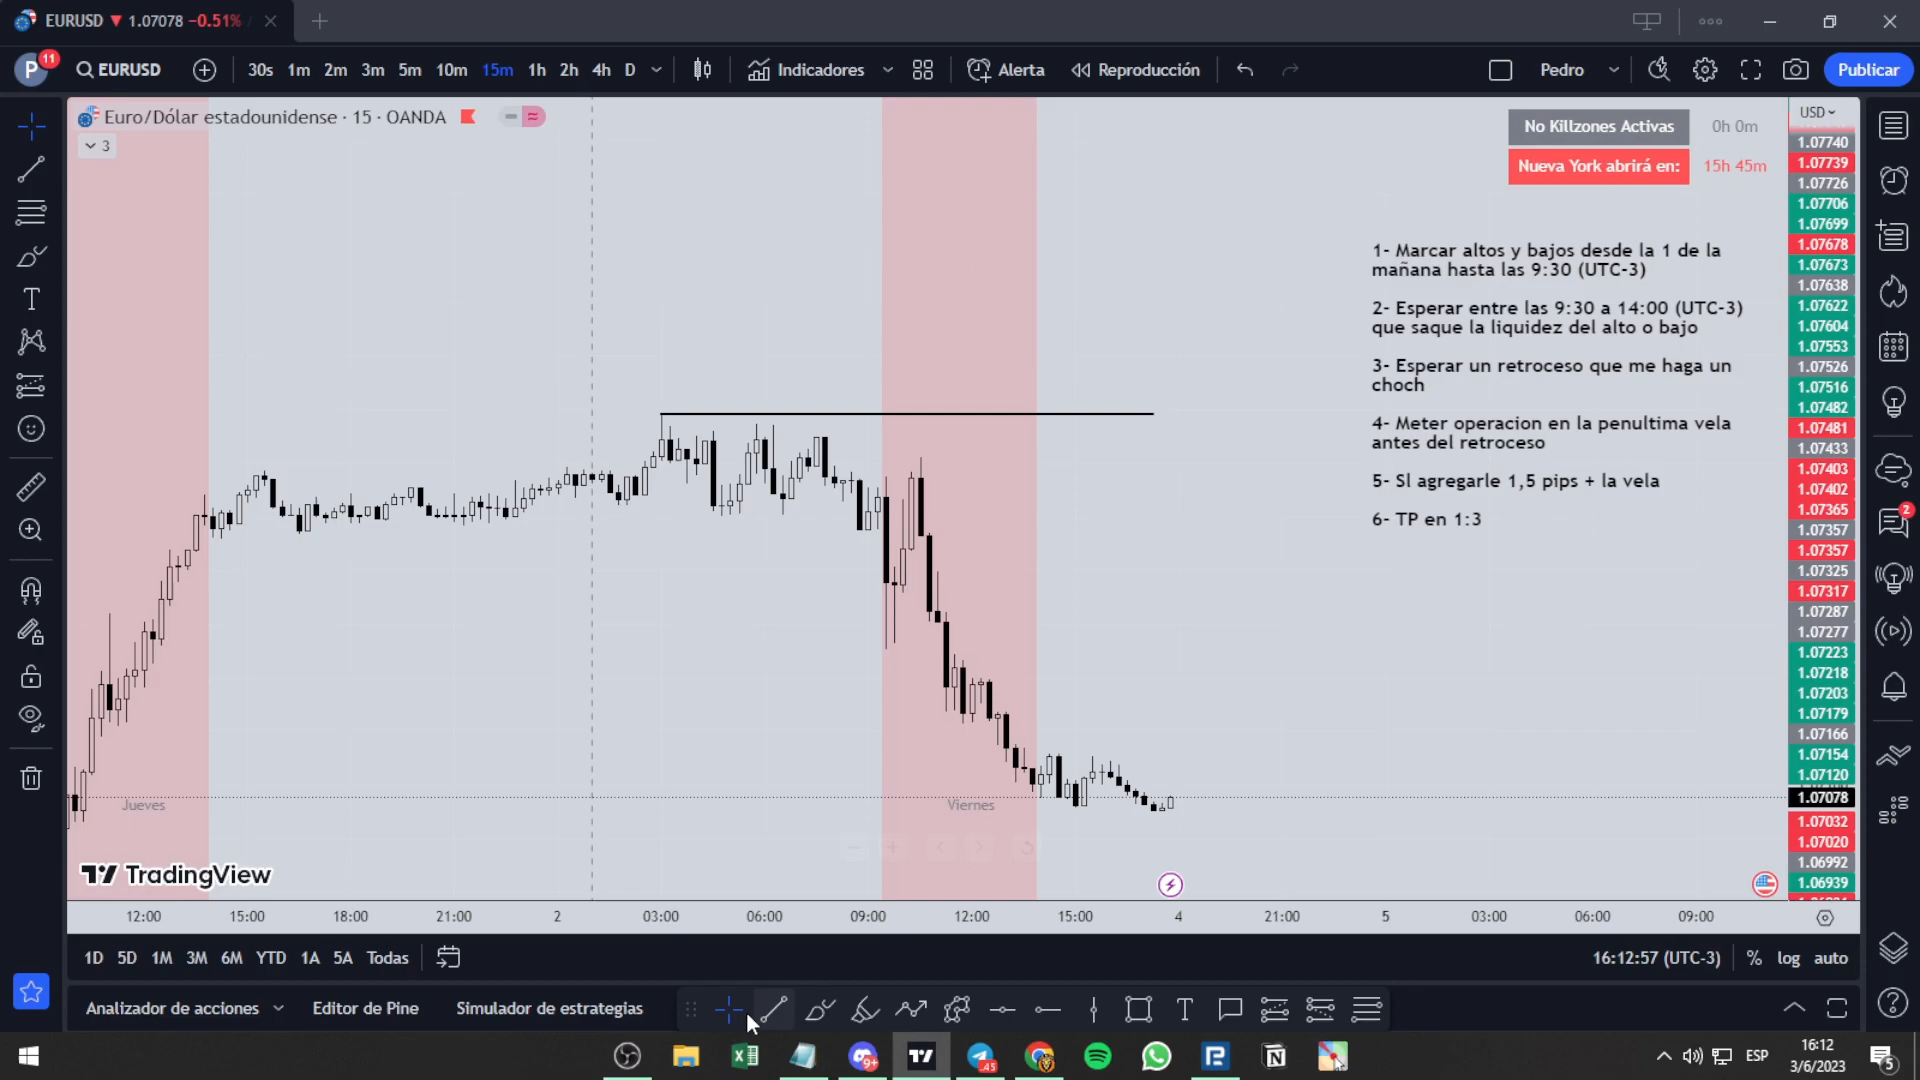 EURUSD ▼ 1.07078 −0.51%
P 11 EURUSD 30s 1m 2m 3m 5m 10m 15m 1h 2h 4h D Indicadores Alerta Reproducción Pedro Publicar
Euro/Dólar estadounidense · 15 · OANDA
3
No Killzones Activas 0h 0m
Nueva York abrirá en: 15h 45m
1- Marcar altos y bajos desde la 1 de la
mañana hasta las 9:30 (UTC-3)
2- Esperar entre las 9:30 a 14:00 (UTC-3)
que saque la liquidez del alto o bajo
3- Esperar un retroceso que me haga un
choch
4- Meter operacion en la penultima vela
antes del retroceso
5- Sl agregarle 1,5 pips + la vela
6- TP en 1:3
USD
1.07740
1.07739
1.07726
1.07706
1.07699
1.07678
1.07673
1.07638
1.07622
1.07604
1.07553
1.07526
1.07516
1.07482
1.07481
1.07433
1.07403
1.07402
1.07365
1.07357
1.07357
1.07325
1.07317
1.07287
1.07277
1.07223
1.07218
1.07203
1.07179
1.07166
1.07154
1.07120
1.07078
1.07032
1.07020
1.06992
1.06939
2
Jueves Viernes
TradingView
12:00 15:00 18:00 21:00 2 03:00 06:00 09:00 12:00 15:00 4 21:00 5 03:00 06:00 09:00
1D 5D 1M 3M 6M YTD 1A 5A Todas 16:12:57 (UTC-3) % log auto
Analizador de acciones Editor de Pine Simulador de estrategias
9+ 45 ESP 16:12
3/6/2023 5